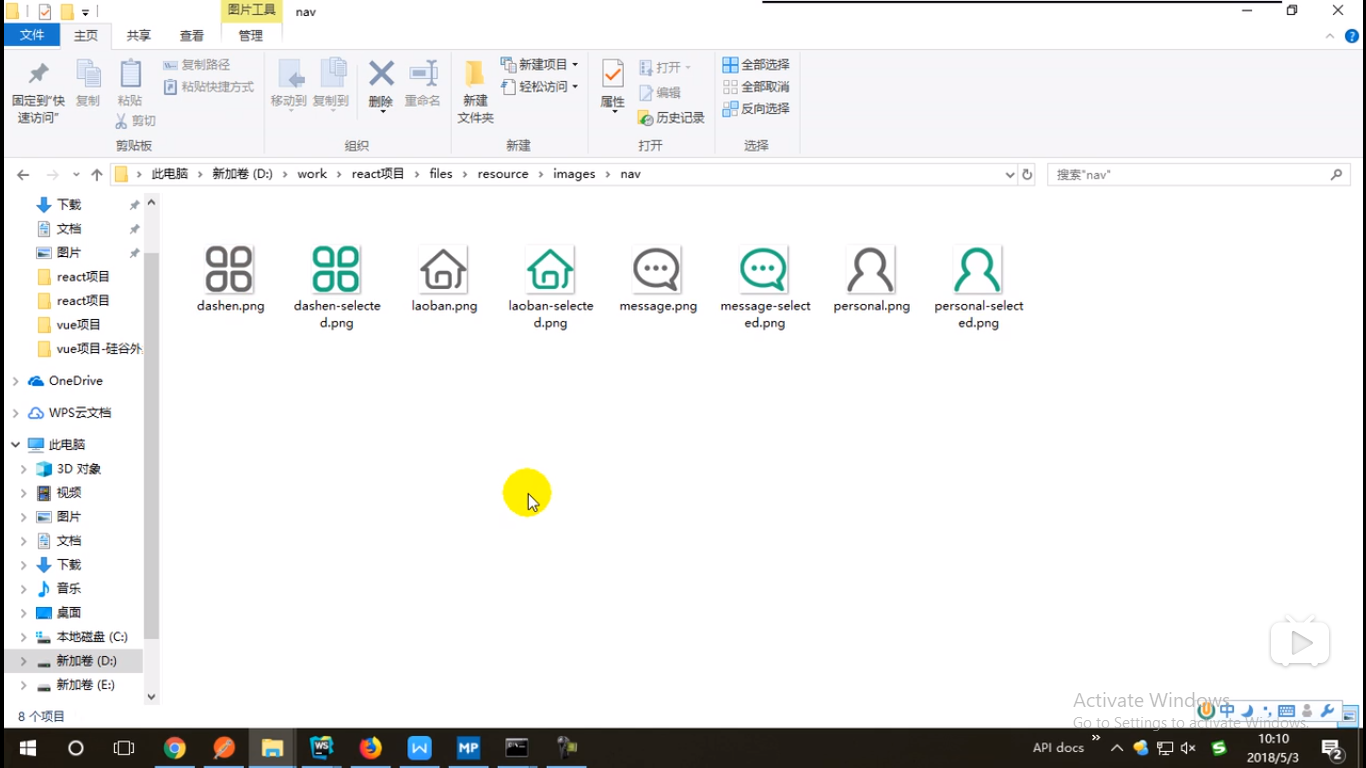 图片工具
nav
文件
主页
共享
查看
管理
固定到"快
速访问"
复制
粘贴
复制路径
粘贴快捷方式
剪切
移动到
复制到
删除
重命名
新建
文件夹
新建项目
轻松访问
属性
打开
编辑
历史记录
全部选择
全部取消
反向选择
剪贴板
组织
新建
打开
选择
此电脑 › 新加卷 (D:) › work › react项目 › files › resource › images › nav
搜索"nav"
下载
文档
图片
react项目
react项目
vue项目
vue项目-硅谷外
OneDrive
WPS云文档
此电脑
3D 对象
视频
图片
文档
下载
音乐
桌面
本地磁盘 (C:)
新加卷 (D:)
新加卷 (E:)
dashen.png
dashen-selecte
d.png
laoban.png
laoban-selecte
d.png
message.png
message-select
ed.png
personal.png
personal-select
ed.png
8 个项目
Activate Windows
Go to Settings to activate Windows.
中
WS
W
MP
API docs
S
10:10
2018/5/3
2